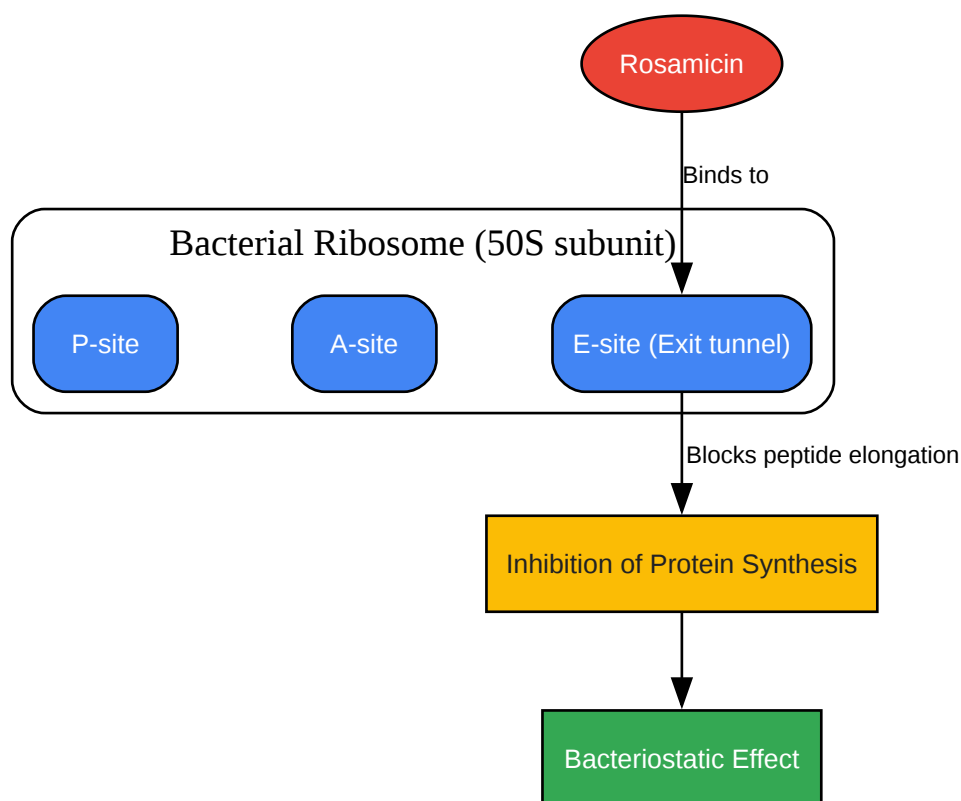 Rosamicin
Binds to
Bacterial Ribosome (50S subunit)
P-site
A-site
E-site (Exit tunnel)
Blocks peptide elongation
Inhibition of Protein Synthesis
Bacteriostatic Effect